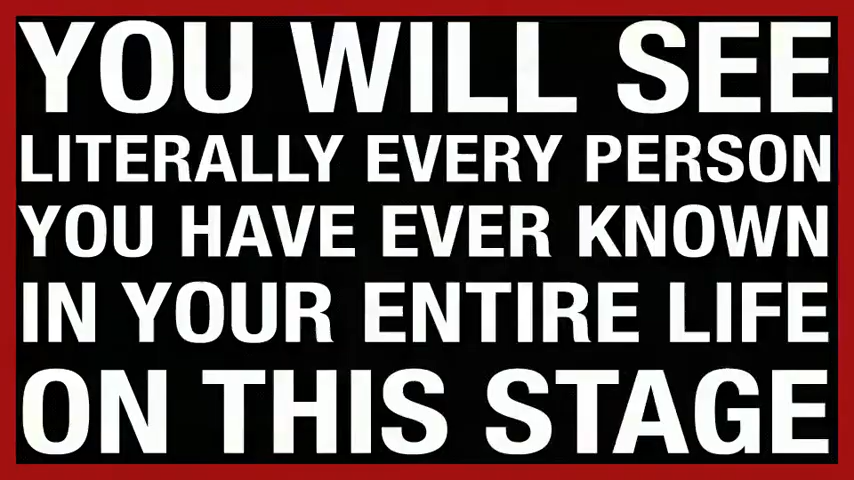 YOU WILL SEE
LITERALLY EVERY PERSON
YOU HAVE EVER KNOWN
IN YOUR ENTIRE LIFE
ON THIS STAGE